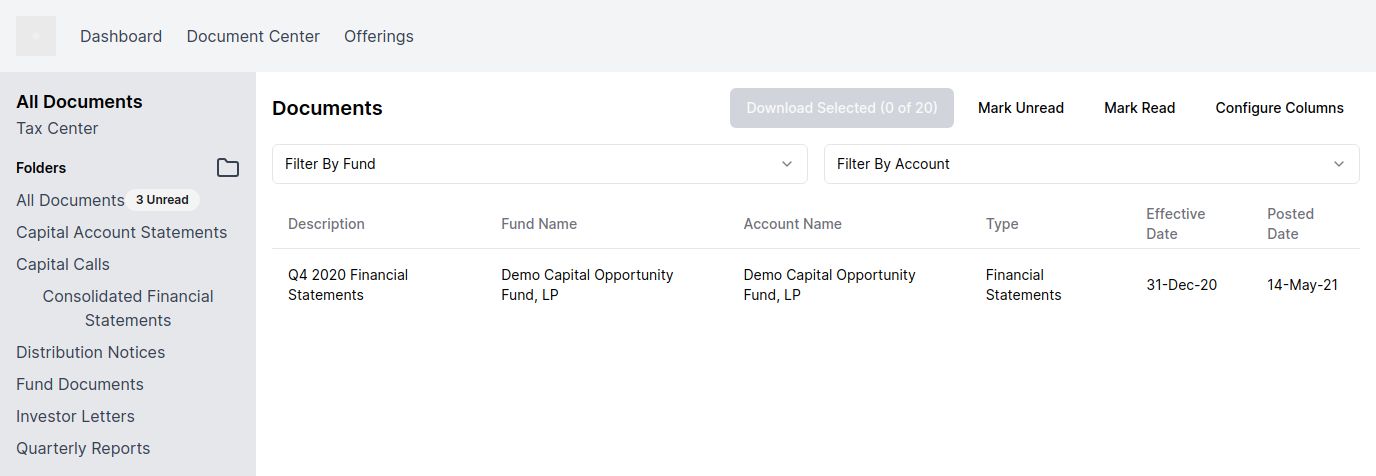 Dashboard Document Center Offerings
All Documents
Tax Center
Folders
All Documents 3 Unread
Capital Account Statements
Capital Calls
Consolidated Financial
Statements
Distribution Notices
Fund Documents
Investor Letters
Quarterly Reports
Documents Download Selected (0 of 20) Mark Unread Mark Read Configure Columns
Filter By Fund Filter By Account
Description Fund Name Account Name Type Effective Date Posted Date
Q4 2020 Financial Statements Demo Capital Opportunity Fund, LP Demo Capital Opportunity Fund, LP Financial Statements 31-Dec-20 14-May-21